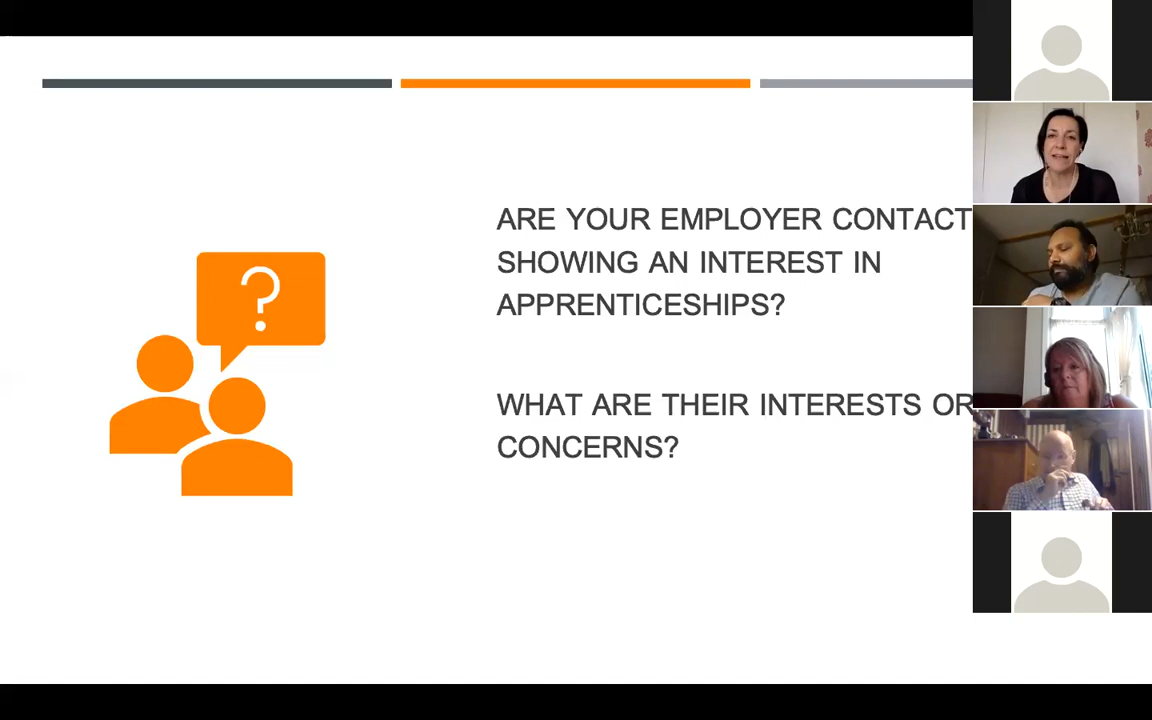 ?
ARE YOUR EMPLOYER CONTACT
SHOWING AN INTEREST IN
APPRENTICESHIPS?
WHAT ARE THEIR INTERESTS OR
CONCERNS?